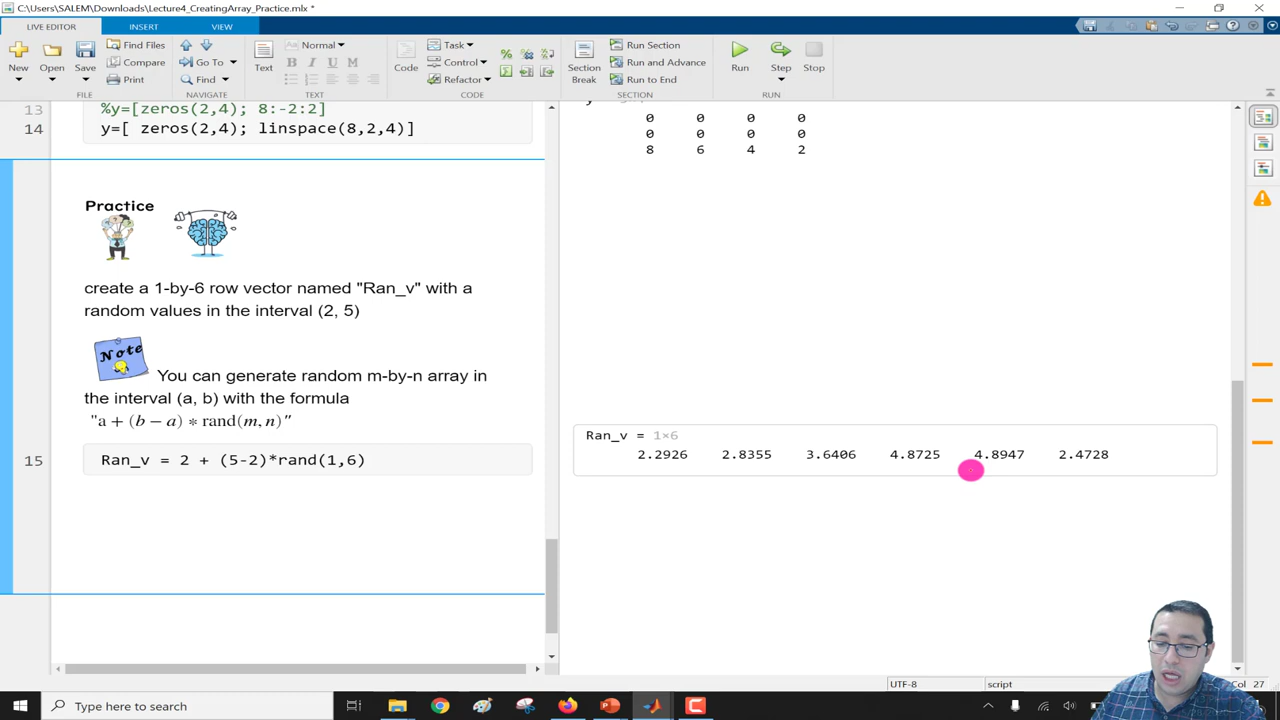 C:\Users\SALEM\Downloads\Lecture4_CreatingArray_Practice.mlx *
LIVE EDITOR
INSERT
VIEW
New
Open
Save
Find Files
Compare
Print
FILE
Go To
Find
NAVIGATE
Text
Normal
B I U M
TEXT
Code
Task
Control
Refactor
CODE
Section
Break
Run Section
Run and Advance
Run to End
SECTION
Run
Step
Stop
RUN
13 %y=[zeros(2,4); 8:-2:2]
14 y=[ zeros(2,4); linspace(8,2,4)]
Practice
create a 1-by-6 row vector named "Ran_v" with a
random values in the interval (2, 5)
Note
You can generate random m-by-n array in
the interval (a, b) with the formula
"a + (b − a) ∗ rand(m, n)"
15 Ran_v = 2 + (5-2)*rand(1,6)
0 0 0 0
0 0 0 0
8 6 4 2
Ran_v = 1×6
2.2926 2.8355 3.6406 4.8725 4.8947 2.4728
UTF-8
script
Col 27
Type here to search